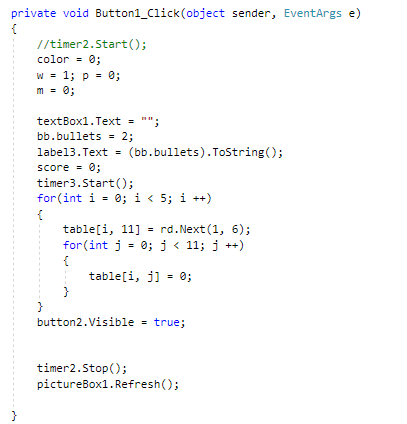 private void Button1_Click(object sender, EventArgs e)
{
//timer2.Start();
color = 0;
w = 1; p = 0;
m = 0;
textBox1.Text = "";
bb.bullets = 2;
label3.Text = (bb.bullets).ToString();
score = 0;
timer3.Start();
for(int i = 0; i < 5; i ++)
{
table[i, 11] = rd.Next(1, 6);
for(int j = 0; j < 11; j ++)
{
table[i, j] = 0;
}
}
button2.Visible = true;
timer2.Stop();
pictureBox1.Refresh();
}